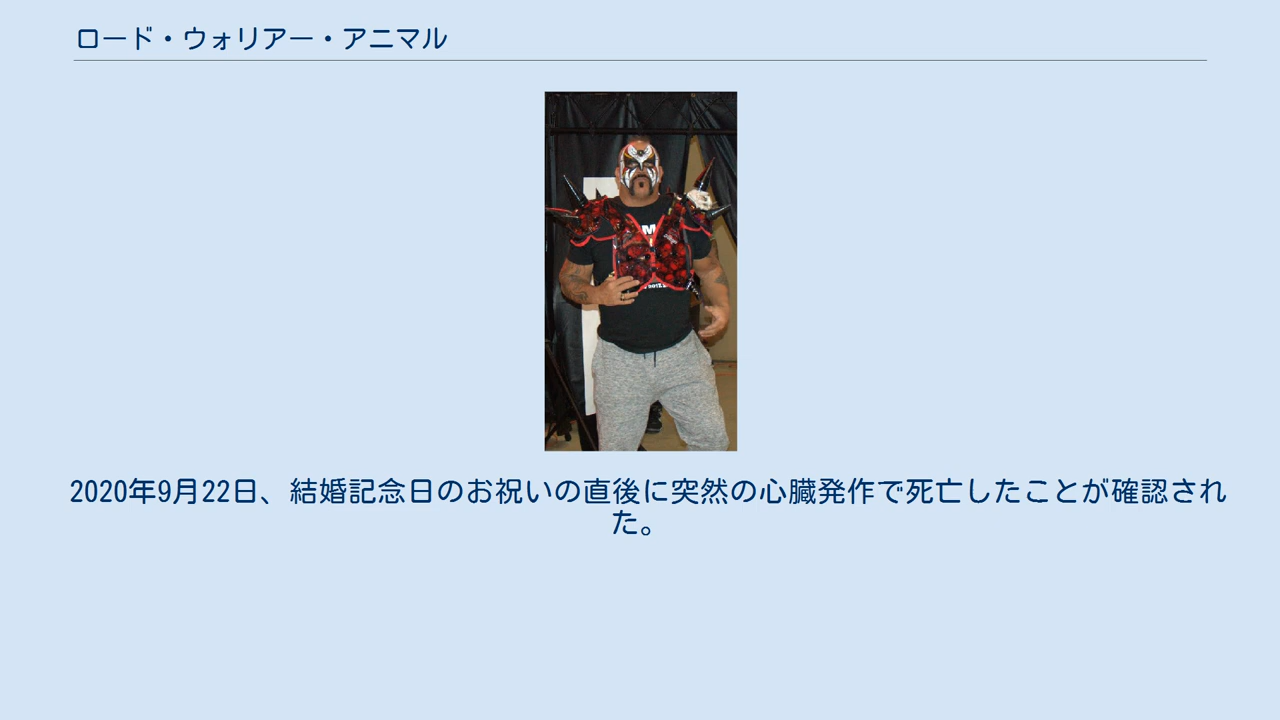 ロード・ウォリアー・アニマル
2020年9月22日、結婚記念日のお祝いの直後に突然の心臓発作で死亡したことが確認され
た。